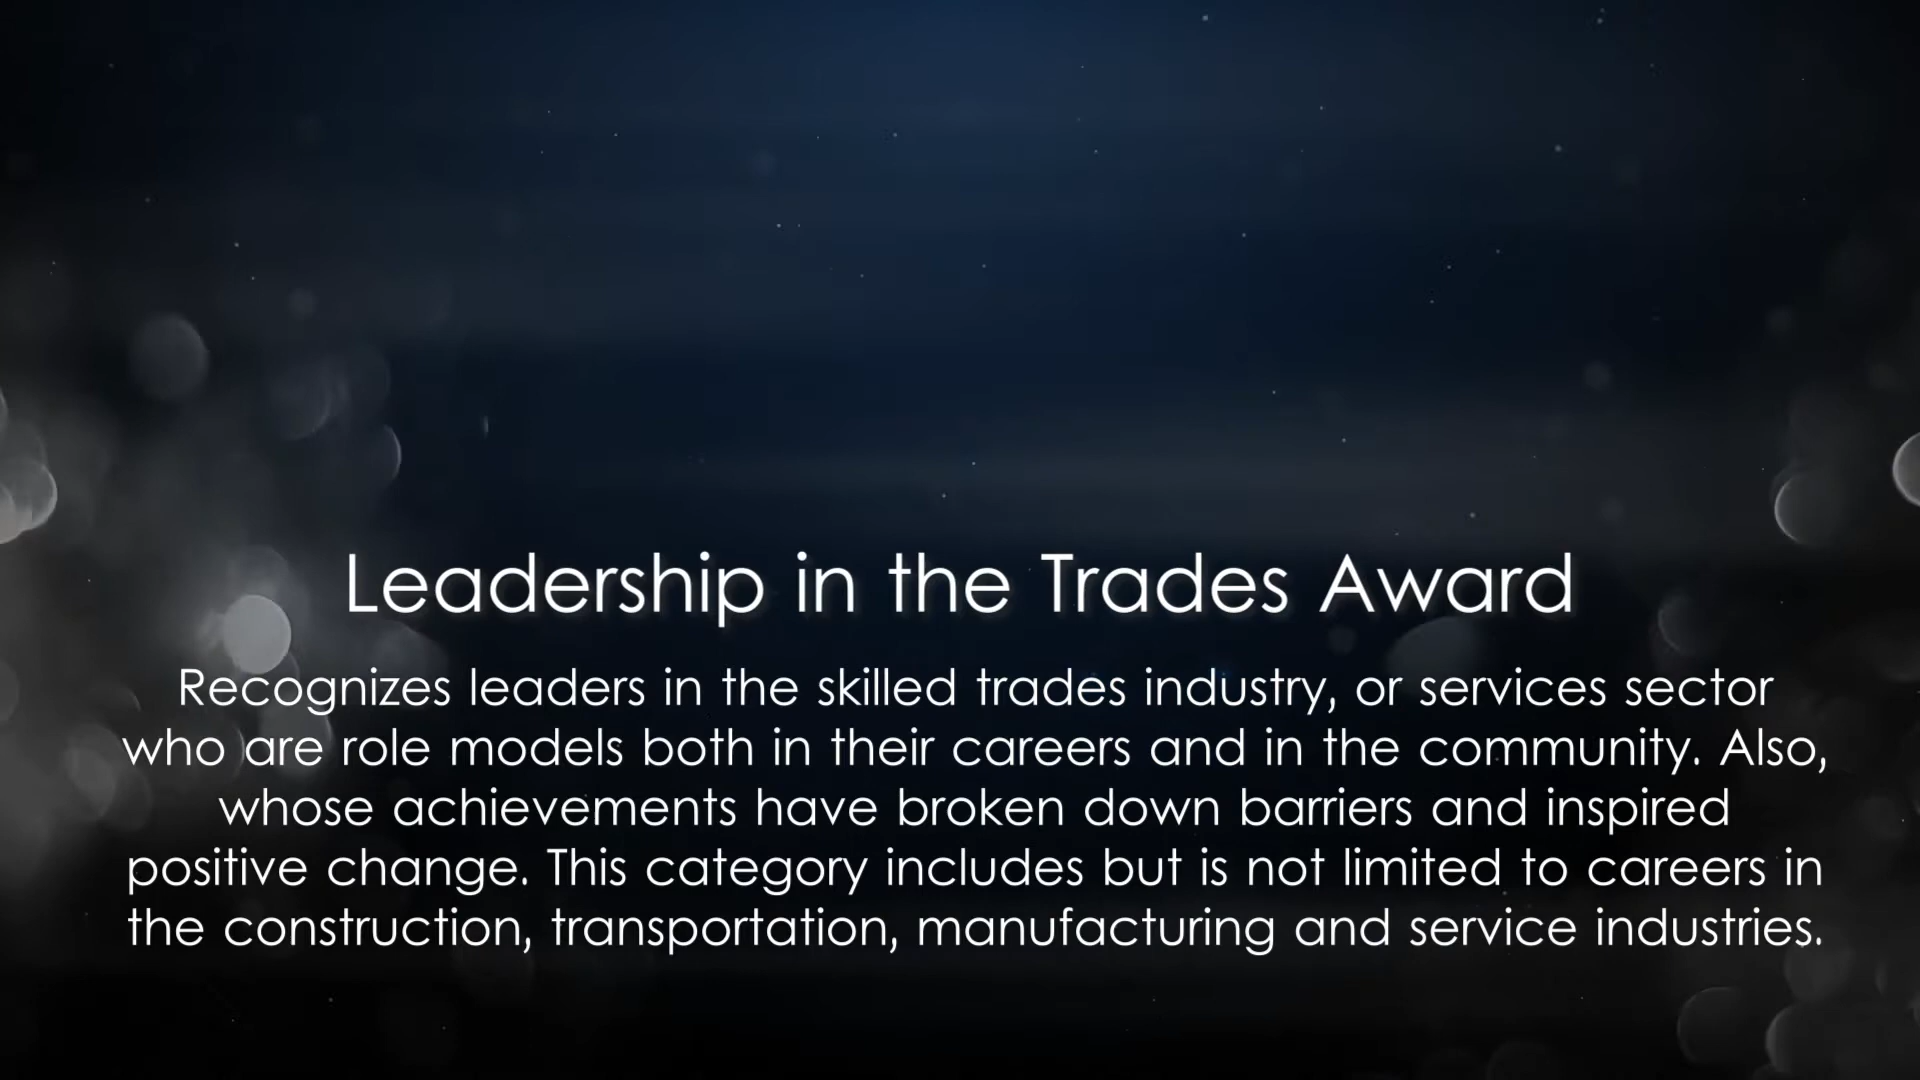 Leadership in the Trades Award
Recognizes leaders in the skilled trades industry, or services sector
who are role models both in their careers and in the community. Also,
whose achievements have broken down barriers and inspired
positive change. This category includes but is not limited to careers in
the construction, transportation, manufacturing and service industries.